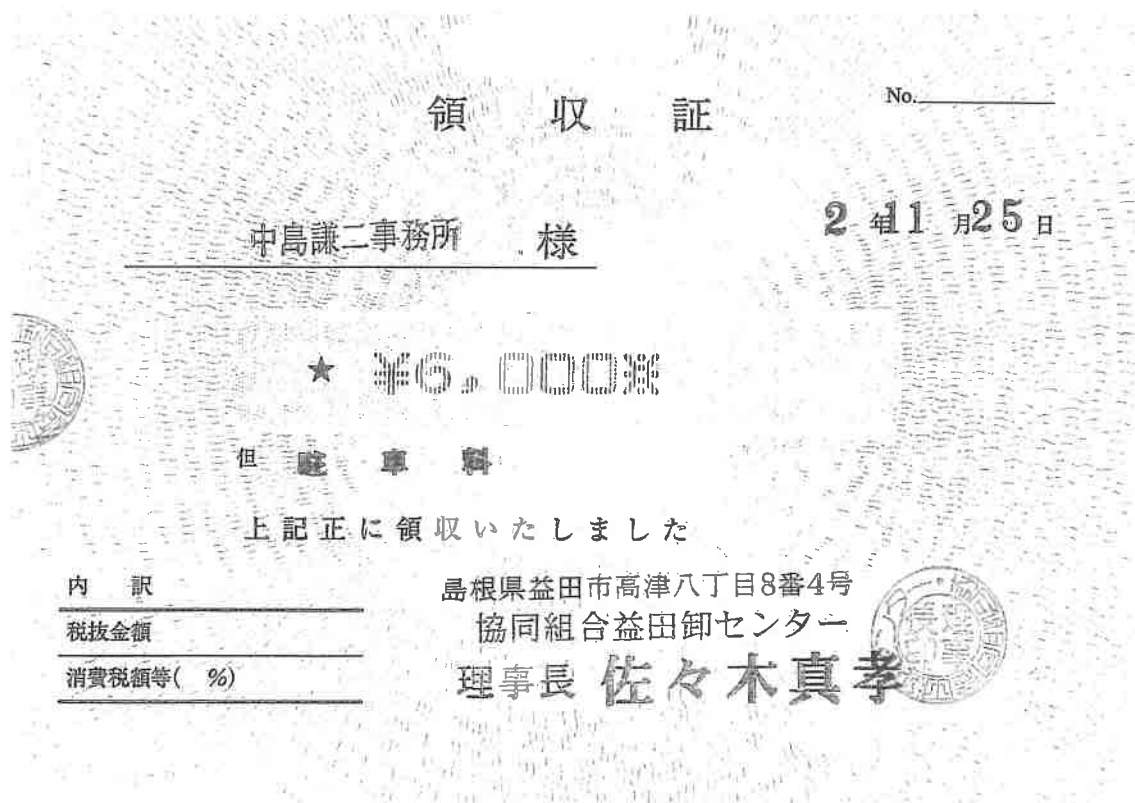 領 収 証
No.
中島謙二事務所 様
2 年 11 月 25 日
★ ¥6,000※
但 駐 車 料
上記正に領収いたしました
内 訳
税抜金額
消費税額等( %)
島根県益田市高津八丁目8番4号
協同組合益田卸センター
理事長 佐々木真孝